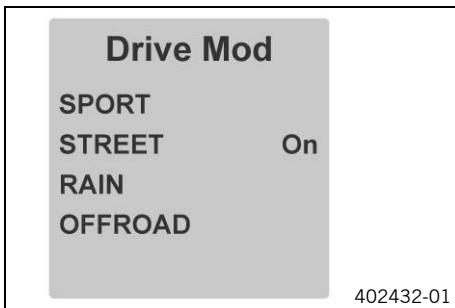 Drive Mod
SPORT
STREET On
RAIN
OFFROAD
402432-01